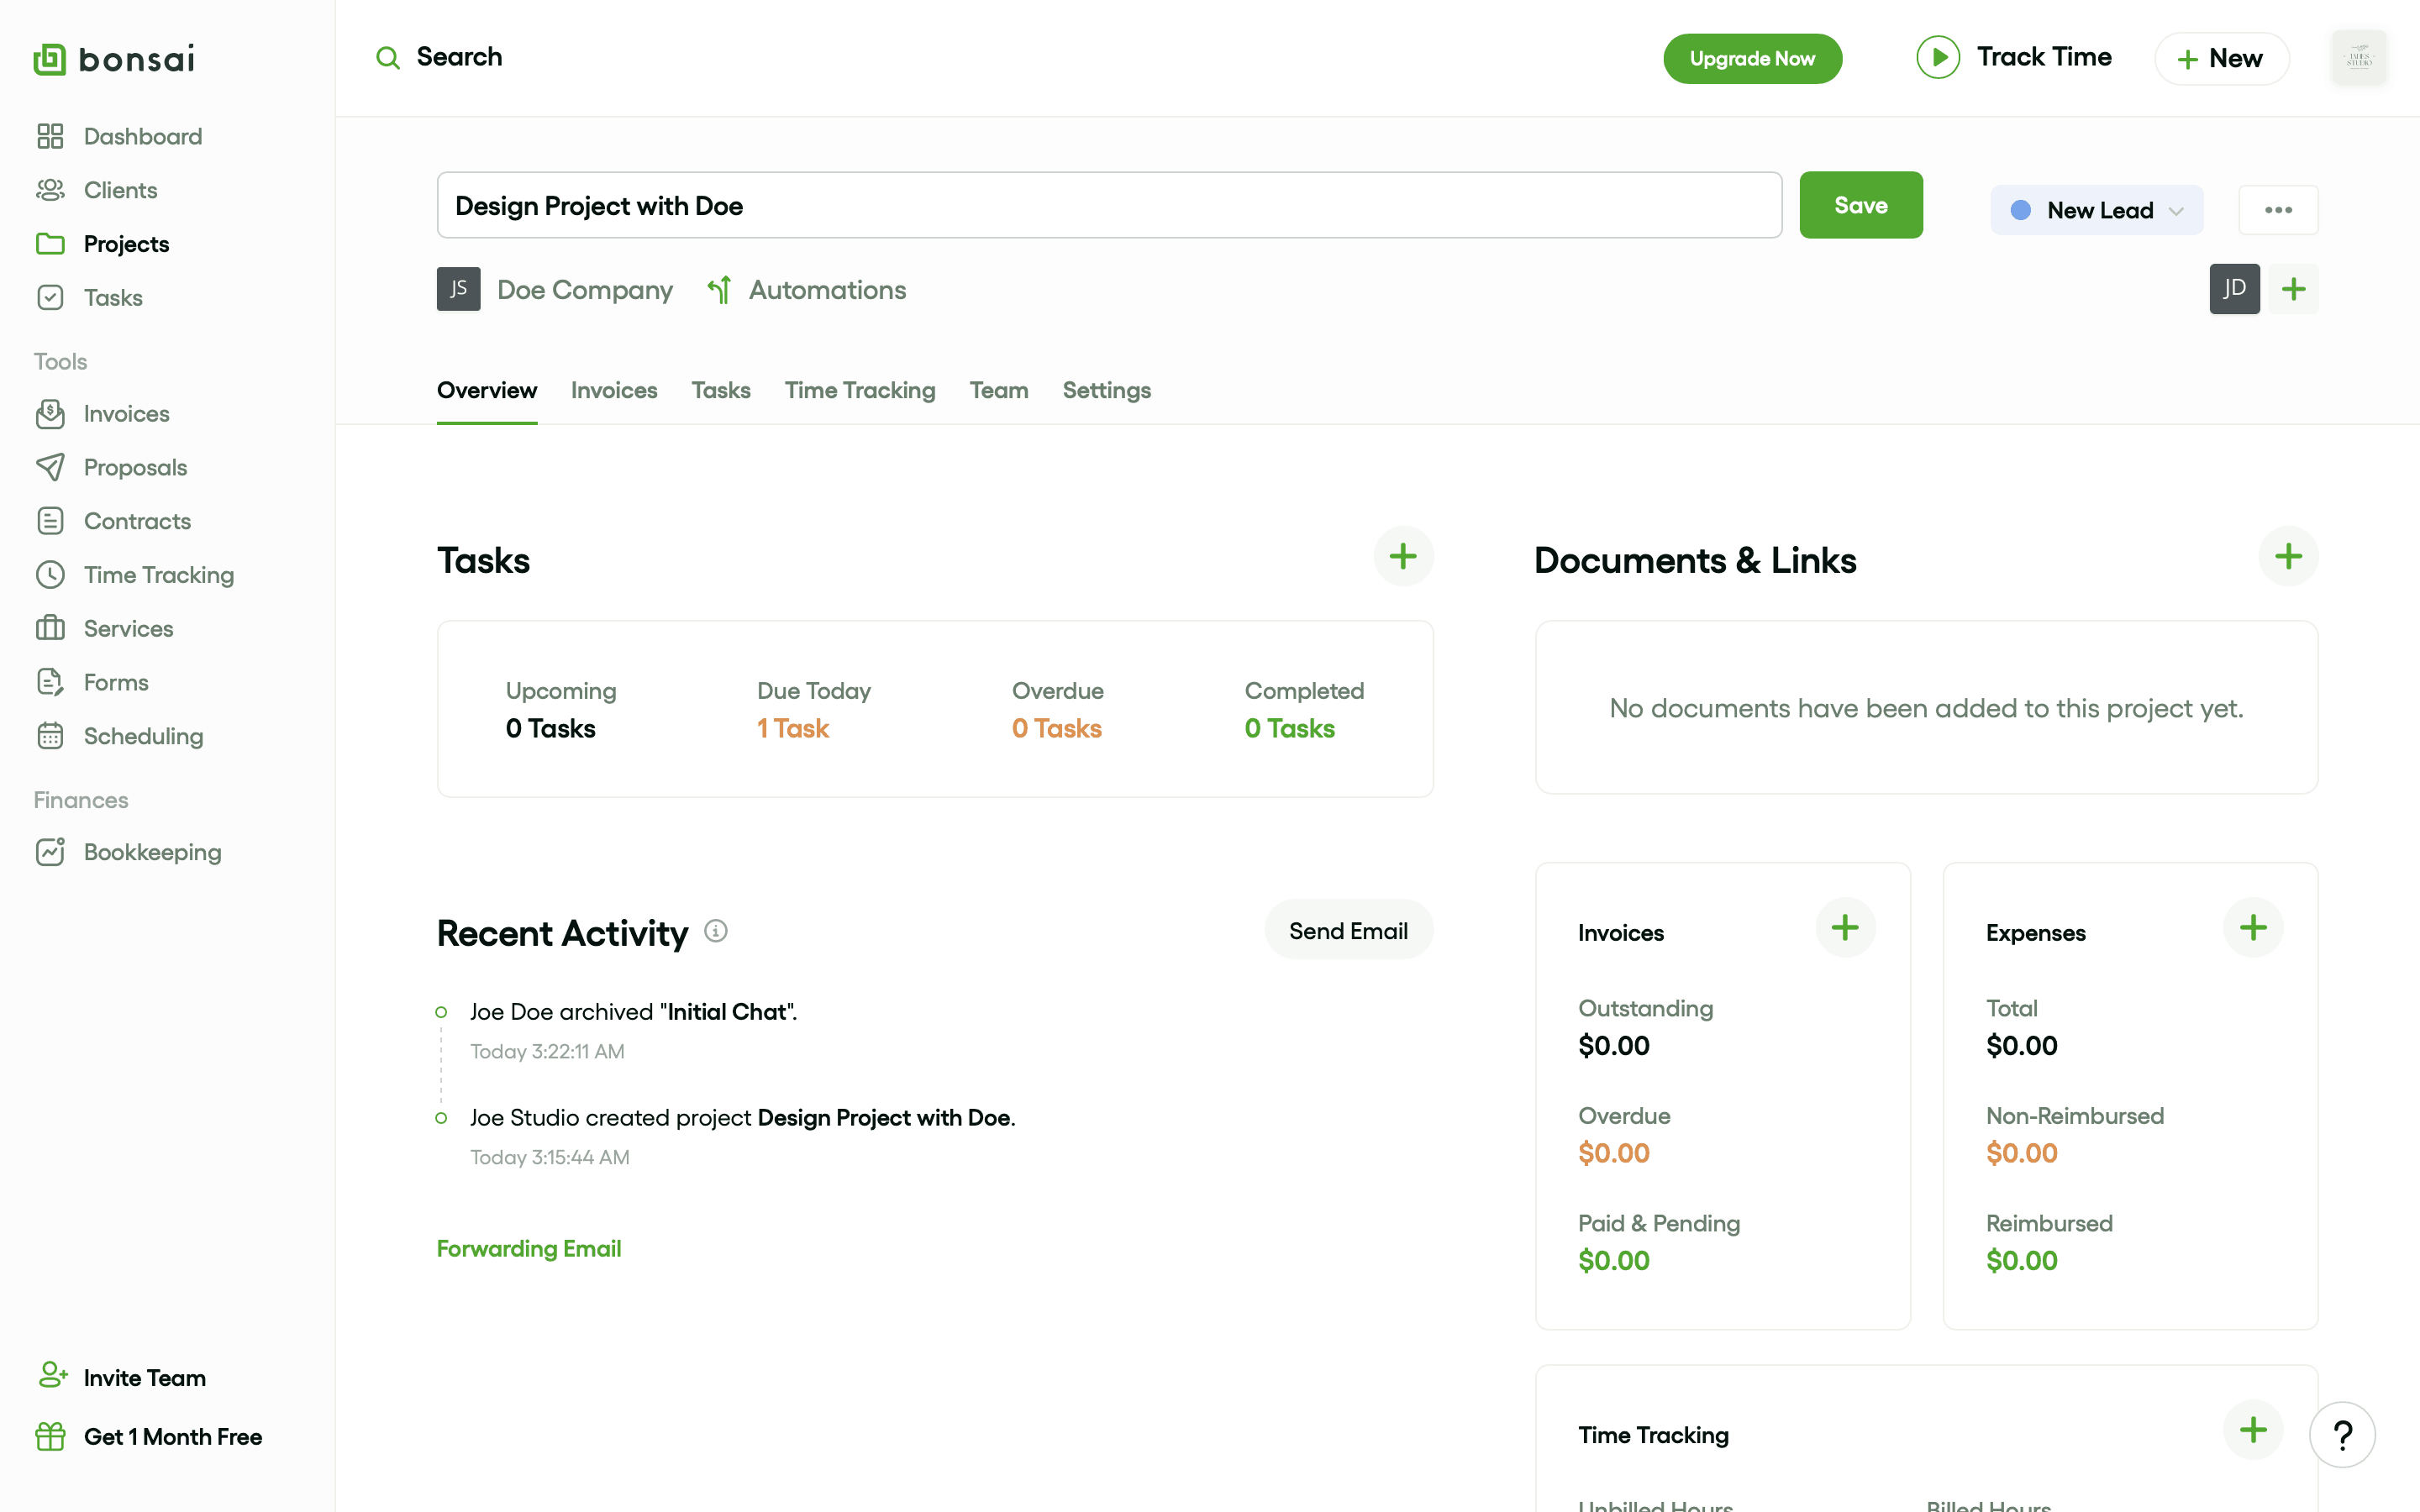 bonsai
Search
Upgrade Now
Track Time
New
Dashboard
Clients
Projects
Tasks
Tools
Invoices
Proposals
Contracts
Time Tracking
Services
Forms
Scheduling
Finances
Bookkeeping
Invite Team
Get 1 Month Free
Design Project with Doe
Save
New Lead
JS Doe Company
Automations
JD
Overview Invoices Tasks Time Tracking Team Settings
Tasks
Upcoming Due Today Overdue Completed
0 Tasks 1 Task 0 Tasks 0 Tasks
Recent Activity
Send Email
Joe Doe archived "Initial Chat".
Today 3:22:11 AM
Joe Studio created project Design Project with Doe.
Today 3:15:44 AM
Forwarding Email
Documents & Links
No documents have been added to this project yet.
Invoices
Outstanding
$0.00
Overdue
$0.00
Paid & Pending
$0.00
Expenses
Total
$0.00
Non-Reimbursed
$0.00
Reimbursed
$0.00
Time Tracking
Unbilled Hours Billed Hours
?